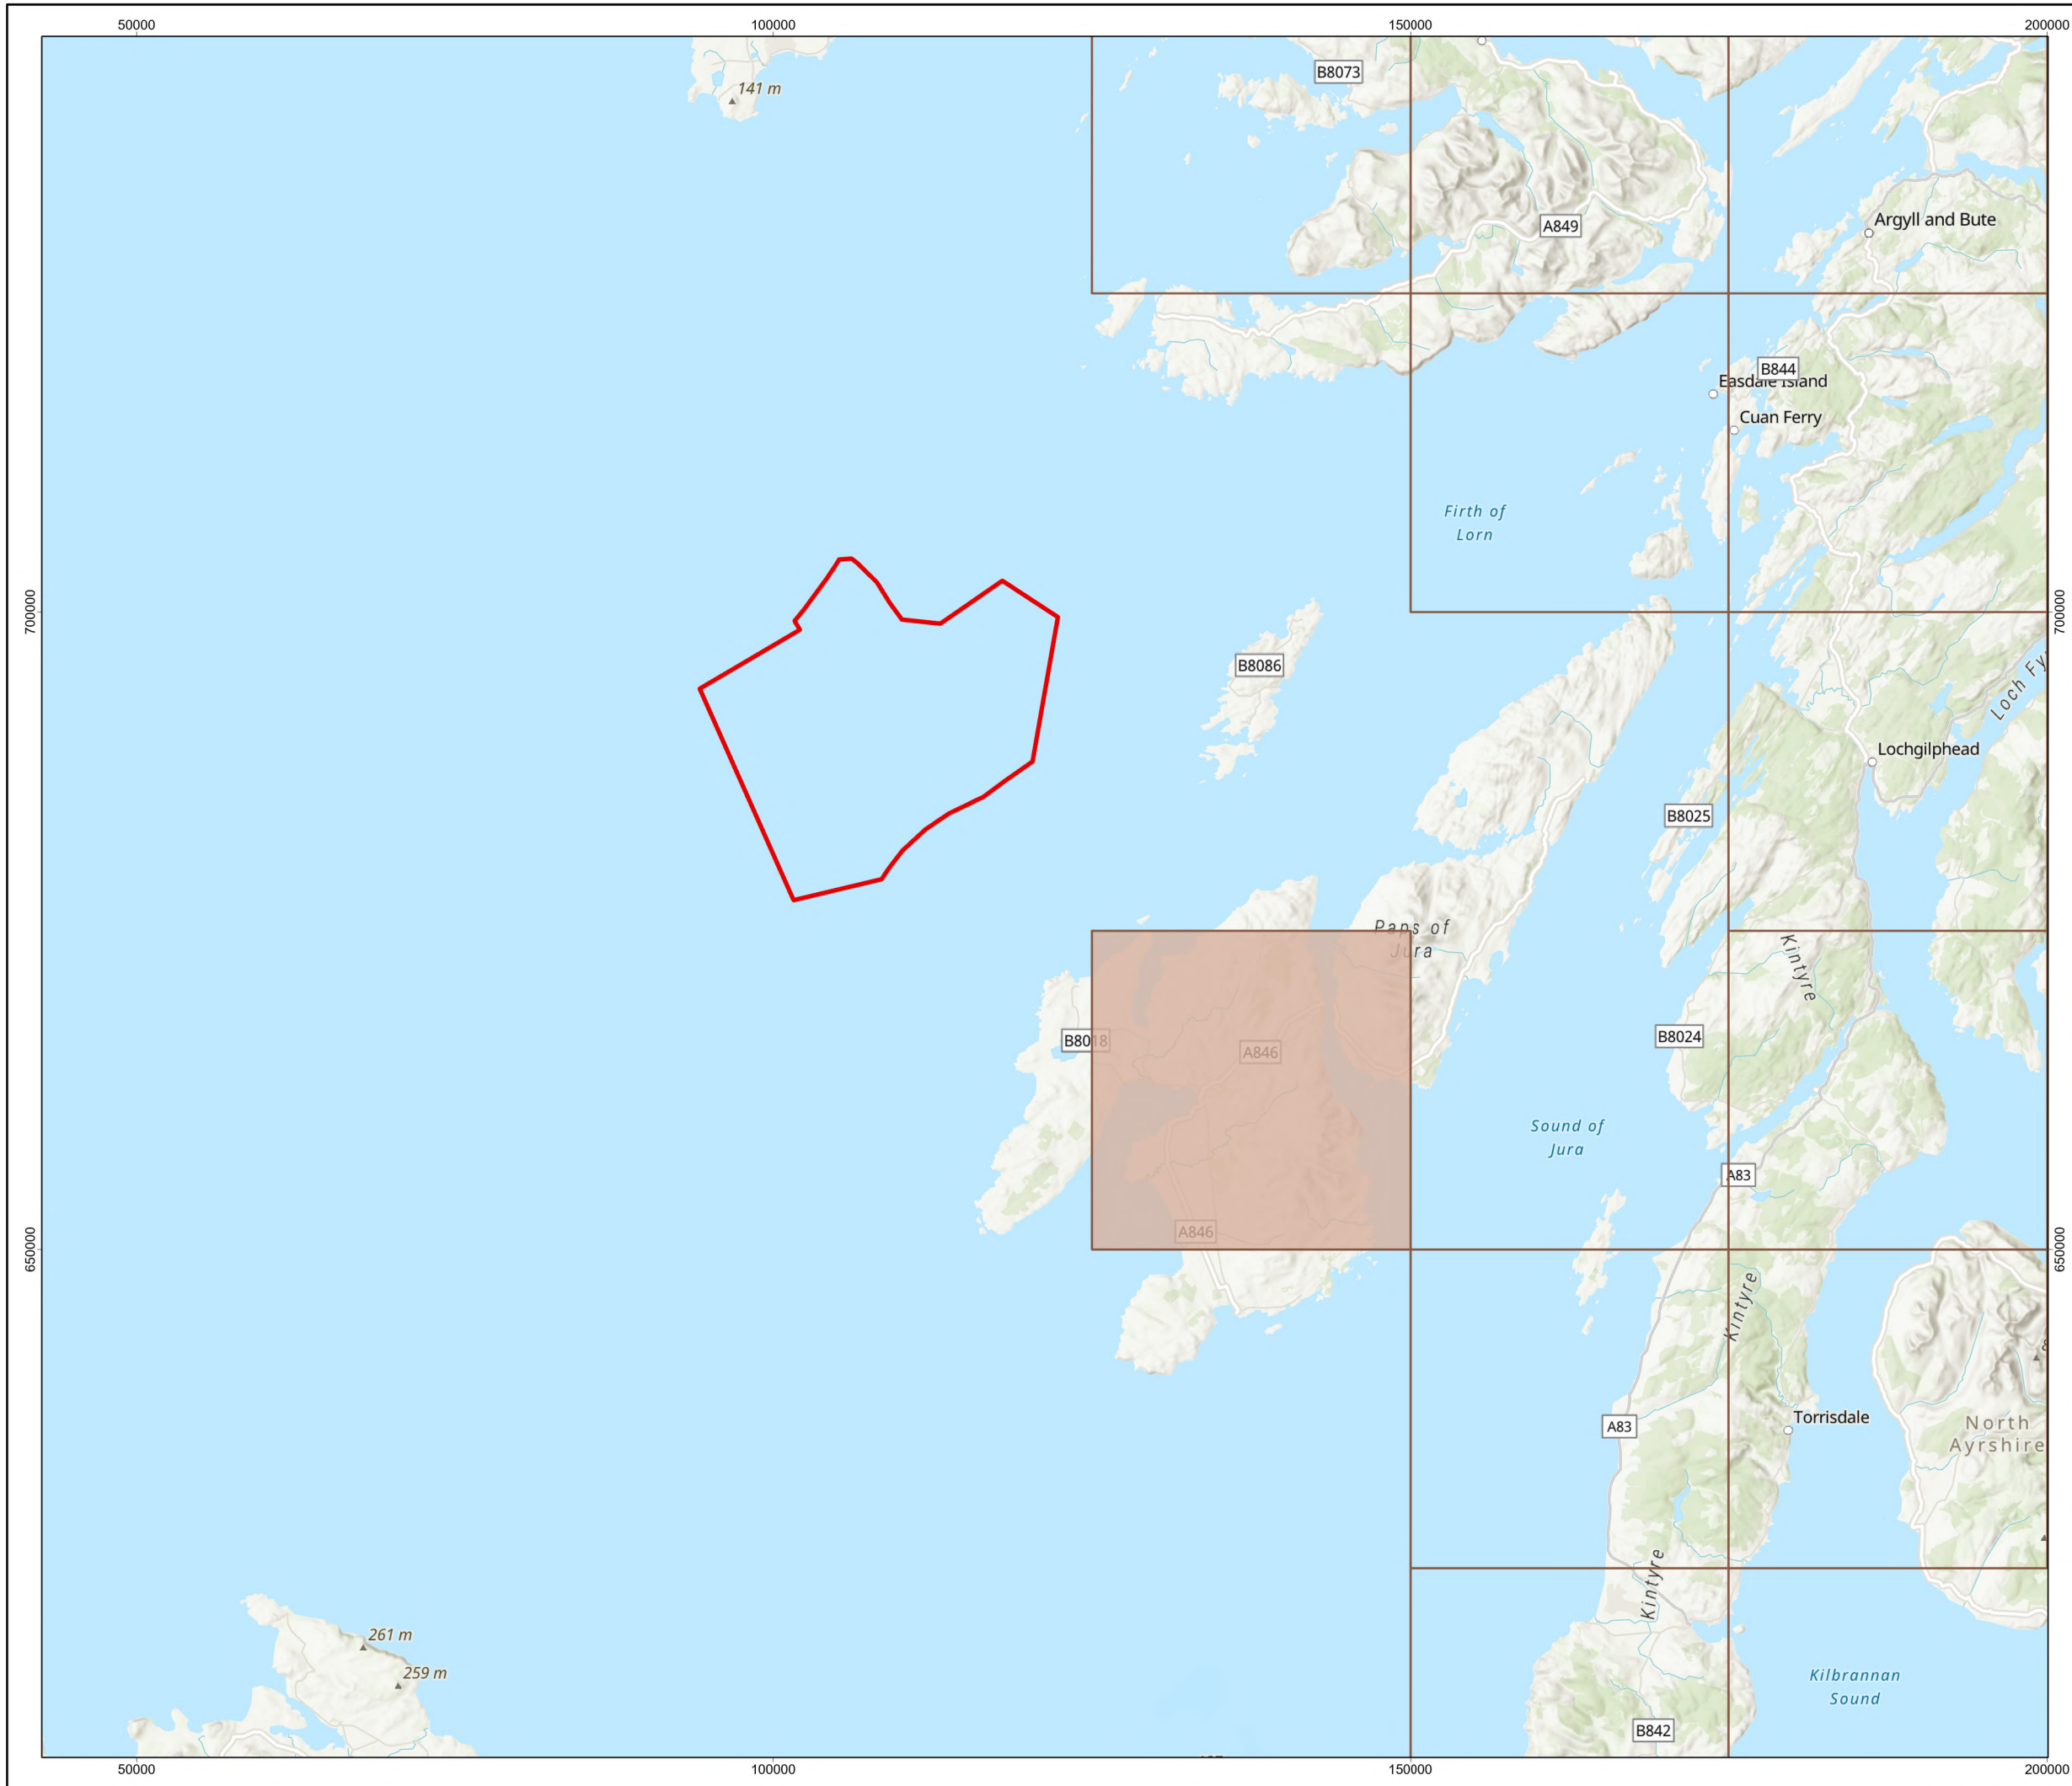 50000
100000
150000
200000
B8073
141 m
A849
Argyll and Bute
B844
Easdale Island
Cuan Ferry
Firth of
Lorn
700000
700000
B8086
Loch Fy
Lochgilphead
B8025
Paps of
Jura
Kintyre
B8018
A846
B8024
Sound of
Jura
A83
A846
650000
650000
Kintyre
A83
Torrisdale
North
Ayrshire
Kintyre
261 m
259 m
Kilbrannan
Sound
B842
50000
100000
150000
200000